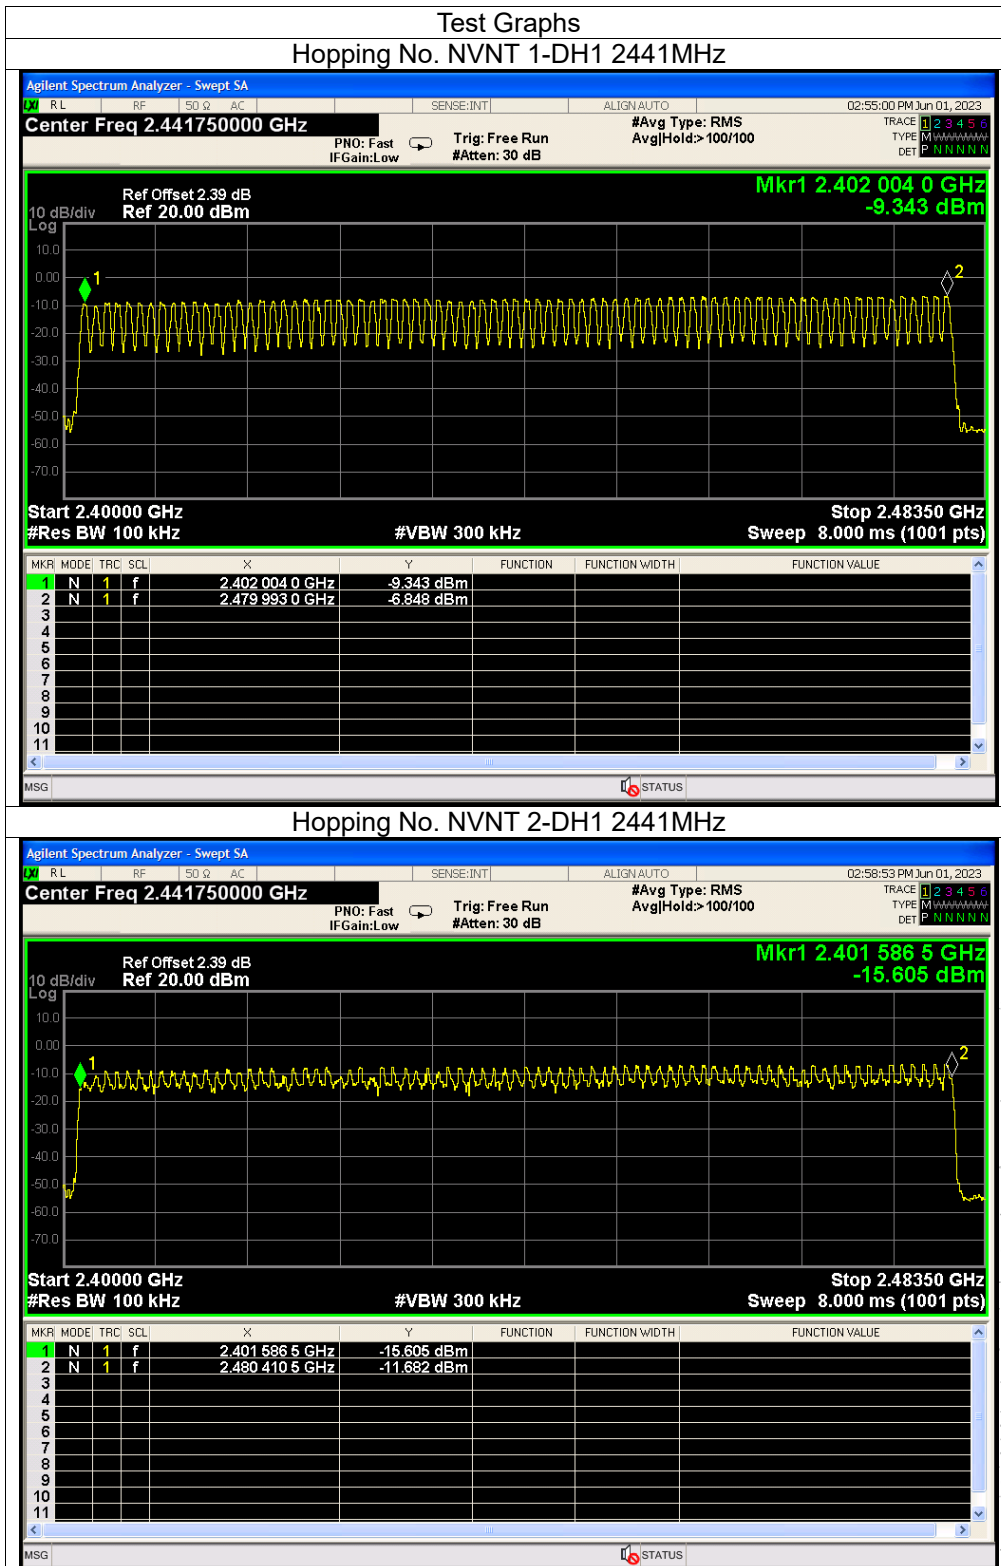 Test Graphs
Hopping No. NVNT 1-DH1 2441MHz
Agilent Spectrum Analyzer - Swept SA
LXI RL RF 50 Ω AC SENSE:INT ALIGN AUTO 02:55:00 PM Jun 01, 2023
Center Freq 2.441750000 GHz #Avg Type: RMS TRACE 1 2 3 4 5 6
PNO: Fast Trig: Free Run Avg|Hold:>100/100 TYPE M
IFGain:Low #Atten: 30 dB DET P N N N N N
Mkr1 2.402 004 0 GHz
Ref Offset 2.39 dB
10 dB/div Ref 20.00 dBm -9.343 dBm
Log
10.0
0.00
1 2
-10.0
-20.0
-30.0
-40.0
-50.0
-60.0
-70.0
Start 2.40000 GHz Stop 2.48350 GHz
#Res BW 100 kHz #VBW 300 kHz Sweep 8.000 ms (1001 pts)
MKR MODE TRC SCL X Y FUNCTION FUNCTION WIDTH FUNCTION VALUE
1 N 1 f 2.402 004 0 GHz -9.343 dBm
2 N 1 f 2.479 993 0 GHz -6.848 dBm
3
4
5
6
7
8
9
10
11
MSG STATUS
Hopping No. NVNT 2-DH1 2441MHz
Agilent Spectrum Analyzer - Swept SA
LXI RL RF 50 Ω AC SENSE:INT ALIGN AUTO 02:58:53 PM Jun 01, 2023
Center Freq 2.441750000 GHz #Avg Type: RMS TRACE 1 2 3 4 5 6
PNO: Fast Trig: Free Run Avg|Hold:>100/100 TYPE M
IFGain:Low #Atten: 30 dB DET P N N N N N
Mkr1 2.401 586 5 GHz
Ref Offset 2.39 dB
10 dB/div Ref 20.00 dBm -15.605 dBm
Log
10.0
0.00
1 2
-10.0
-20.0
-30.0
-40.0
-50.0
-60.0
-70.0
Start 2.40000 GHz Stop 2.48350 GHz
#Res BW 100 kHz #VBW 300 kHz Sweep 8.000 ms (1001 pts)
MKR MODE TRC SCL X Y FUNCTION FUNCTION WIDTH FUNCTION VALUE
1 N 1 f 2.401 586 5 GHz -15.605 dBm
2 N 1 f 2.480 410 5 GHz -11.682 dBm
3
4
5
6
7
8
9
10
11
MSG STATUS